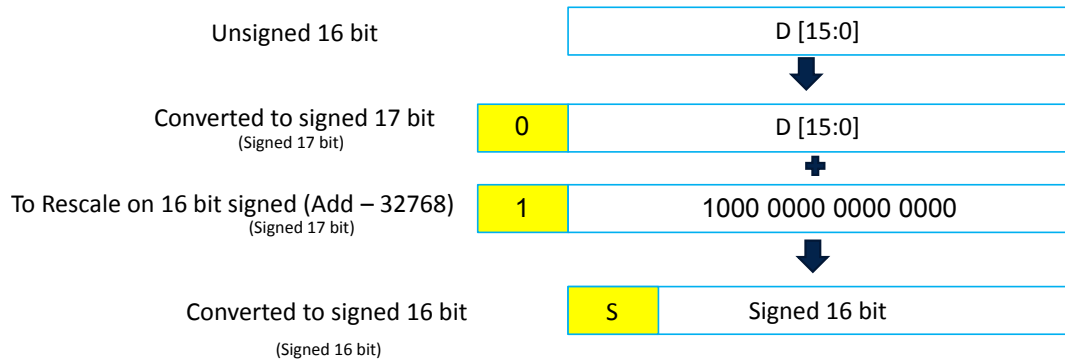 Unsigned 16 bit
D [15:0]
Converted to signed 17 bit
(Signed 17 bit)
0
D [15:0]
To Rescale on 16 bit signed (Add – 32768)
(Signed 17 bit)
1
1000 0000 0000 0000
Converted to signed 16 bit
(Signed 16 bit)
S
Signed 16 bit